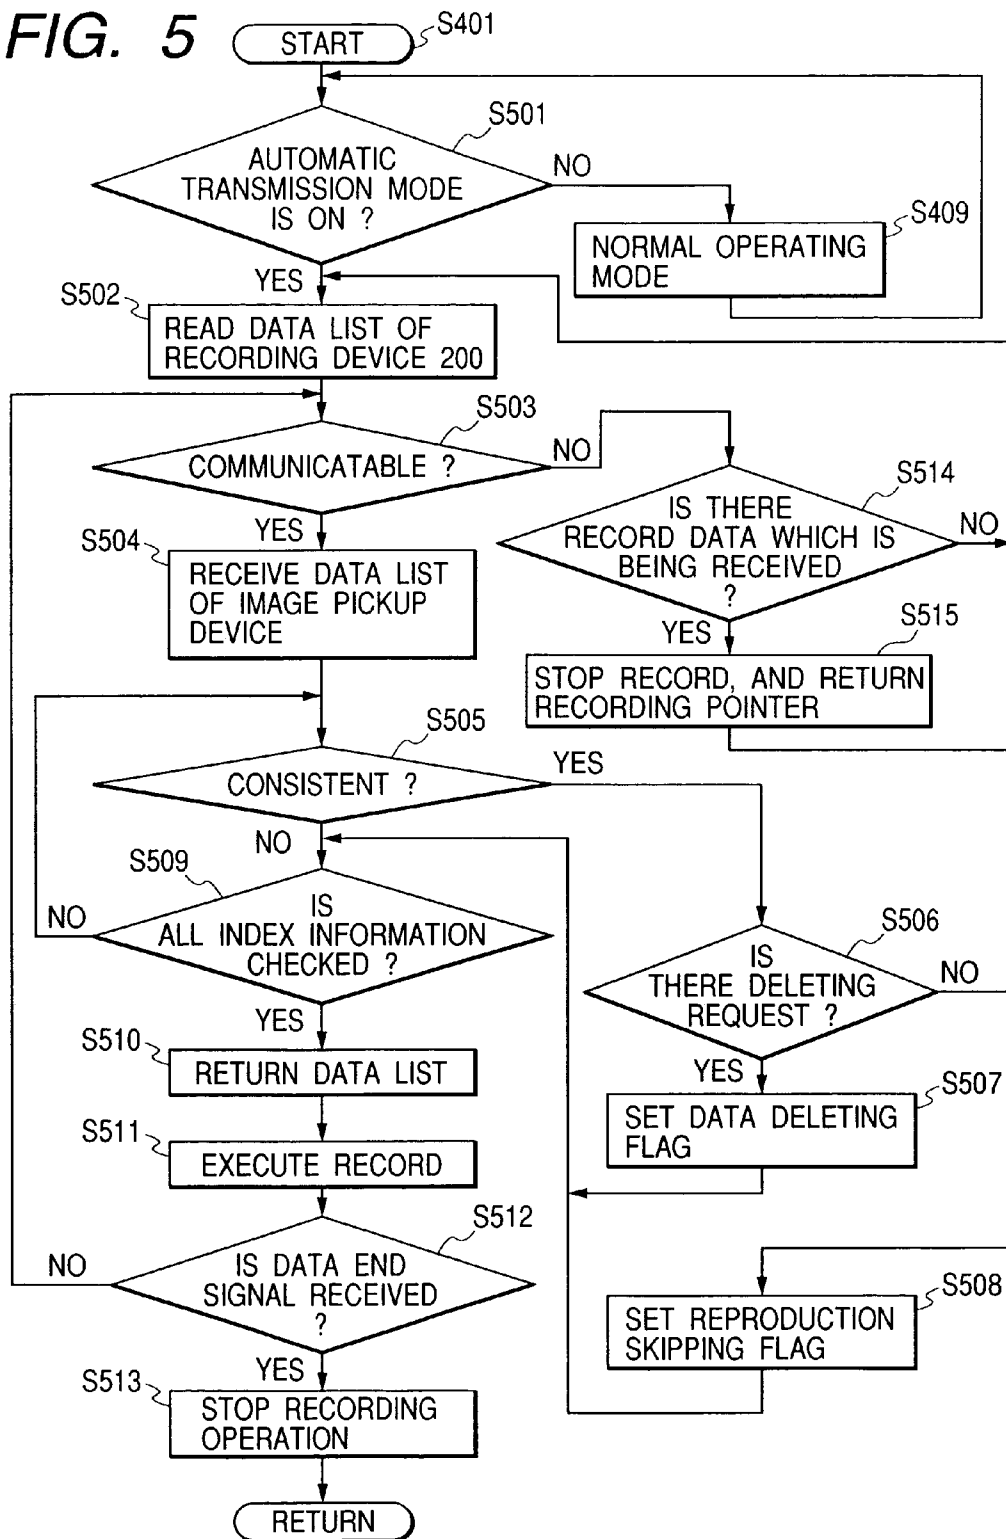 FIG. 5
START
S401
S501
AUTOMATIC
TRANSMISSION MODE
IS ON ?
NO
S409
NORMAL OPERATING
MODE
YES
S502
READ DATA LIST OF
RECORDING DEVICE 200
S503
COMMUNICATABLE ?
NO
S514
IS THERE
RECORD DATA WHICH IS
BEING RECEIVED
?
NO
YES
S504
RECEIVE DATA LIST
OF IMAGE PICKUP
DEVICE
YES
S515
STOP RECORD, AND RETURN
RECORDING POINTER
S505
CONSISTENT ?
YES
NO
S509
IS
ALL INDEX INFORMATION
CHECKED ?
NO
S506
IS
THERE DELETING
REQUEST ?
NO
YES
S510
RETURN DATA LIST
YES
S507
SET DATA DELETING
FLAG
S511
EXECUTE RECORD
S512
IS DATA END
SIGNAL RECEIVED
?
NO
S508
SET REPRODUCTION
SKIPPING FLAG
YES
S513
STOP RECORDING
OPERATION
RETURN